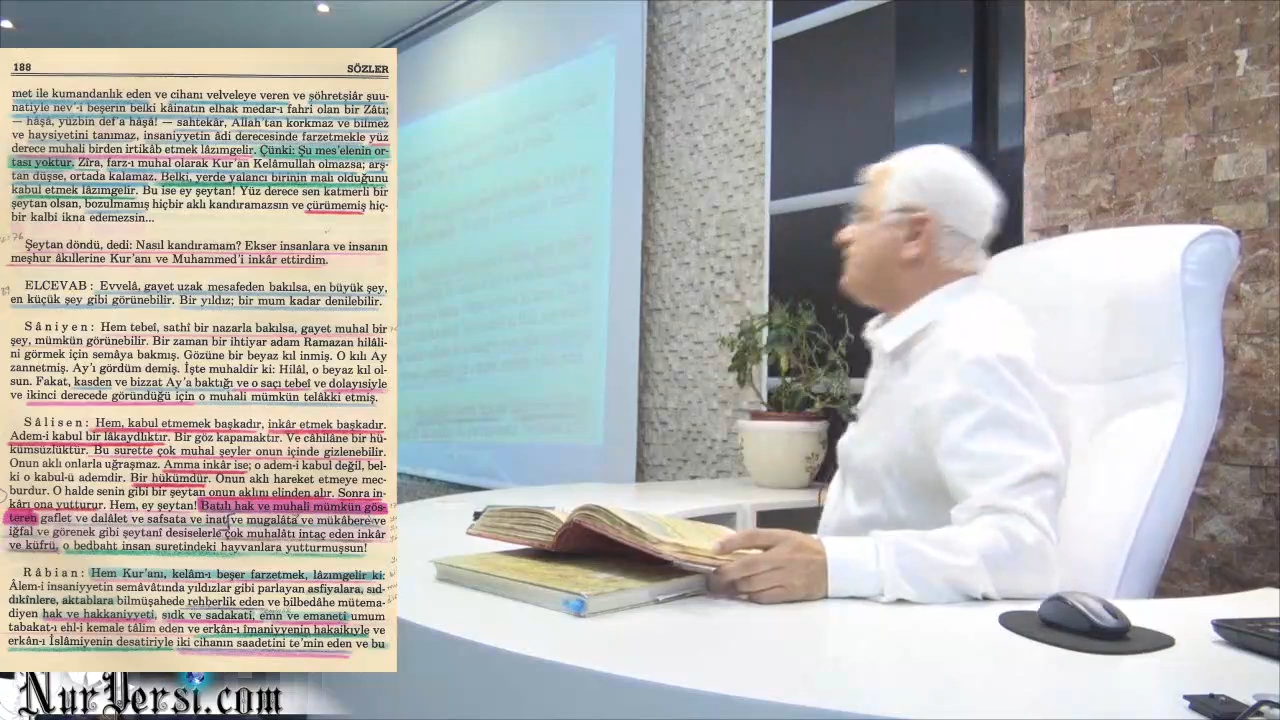 188 SÖZLER
met ile kumandanlık eden ve cihanı velveleye veren ve şöhretşiâr şuu-
natiyle nev'-i beşerin belki kâinatın elhak medar-ı fahri olan bir Zâtı;
— hâşâ, yüzbin def'a hâşâ! — sahtekâr, Allah'tan korkmaz ve bilmez
ve haysiyetini tanımaz, insaniyyetin âdi derecesinde farzetmekle yüz
derece muhali birden irtikâb etmek lâzımgelir. Çünki: Şu mes'elenin or-
tası yoktur. Zira, farz-ı muhal olarak Kur'an Kelâmullah olmazsa; arş-
tan düşse, ortada kalamaz. Belki, yerde yalancı birinin malı olduğunu
kabul etmek lâzımgelir. Bu ise ey şeytan! Yüz derece sen katmerli bir
şeytan olsan, bozulmamış hiçbir aklı kandıramazsın ve çürümemiş hiç-
bir kalbi ikna edemezsin...
Şeytan döndü, dedi: Nasıl kandıramam? Ekser insanlara ve insanın
meşhur âkıllerine Kur'anı ve Muhammed'i inkâr ettirdim.
ELCEVAB : Evvelâ, gayet uzak mesafeden bakılsa, en büyük şey,
en küçük şey gibi görünebilir. Bir yıldız; bir mum kadar denilebilir.
Sâniyen : Hem tebeî, sathî bir nazarla bakılsa, gayet muhal bir
şey, mümkün görünebilir. Bir zaman bir ihtiyar adam Ramazan hilâli-
ni görmek için semâya bakmış. Gözüne bir beyaz kıl inmiş. O kılı Ay
zannetmiş. Ay'ı gördüm demiş. İşte muhaldir ki: Hilâl, o beyaz kıl ol-
sun. Fakat, kasden ve bizzat Ay'a baktığı ve o saçı tebeî ve dolayısiyle
ve ikinci derecede göründüğü için o muhali mümkün telâkki etmiş.
Sâlisen : Hem, kabul etmemek başkadır, inkâr etmek başkadır.
Adem-i kabul bir lâkaydlıktır. Bir göz kapamaktır. Ve câhilâne bir hü-
kümsüzlüktür. Bu surette çok muhal şeyler onun içinde gizlenebilir.
Onun aklı onlarla uğraşmaz. Amma inkâr ise; o adem-i kabul değil, bel-
ki o kabul-ü ademdir. Bir hükümdür. Onun aklı hareket etmeye mec-
burdur. O halde senin gibi bir şeytan onun aklını elinden alır. Sonra in-
kârı ona yutturur. Hem, ey şeytan! Batılı hak ve muhali mümkün gös-
teren gaflet ve dalâlet ve safsata ve inat ve mugalâta ve mükâbere ve
iğfal ve görenek gibi şeytanî desiselerle çok muhalâtı intaç eden inkâr
ve küfrü, o bedbaht insan suretindeki hayvanlara yutturmuşsun!
Râbian : Hem Kur'anı, kelâm-ı beşer farzetmek, lâzımgelir ki:
Âlem-i insaniyyetin semâvâtında yıldızlar gibi parlayan asfiyalara, sıd-
dıkînlere, aktablara bilmüşahede rehberlik eden ve bilbedâhe mütema-
diyen hak ve hakkaniyyeti, sıdk ve sadakati, emn ve emaneti umum
tabakat-ı ehl-i kemale tâlim eden ve erkân-ı îmaniyyenin hakaikıyle ve
erkân-ı İslâmiyenin desatiriyle iki cihanın saadetini te'min eden ve bu
NurDersi.com